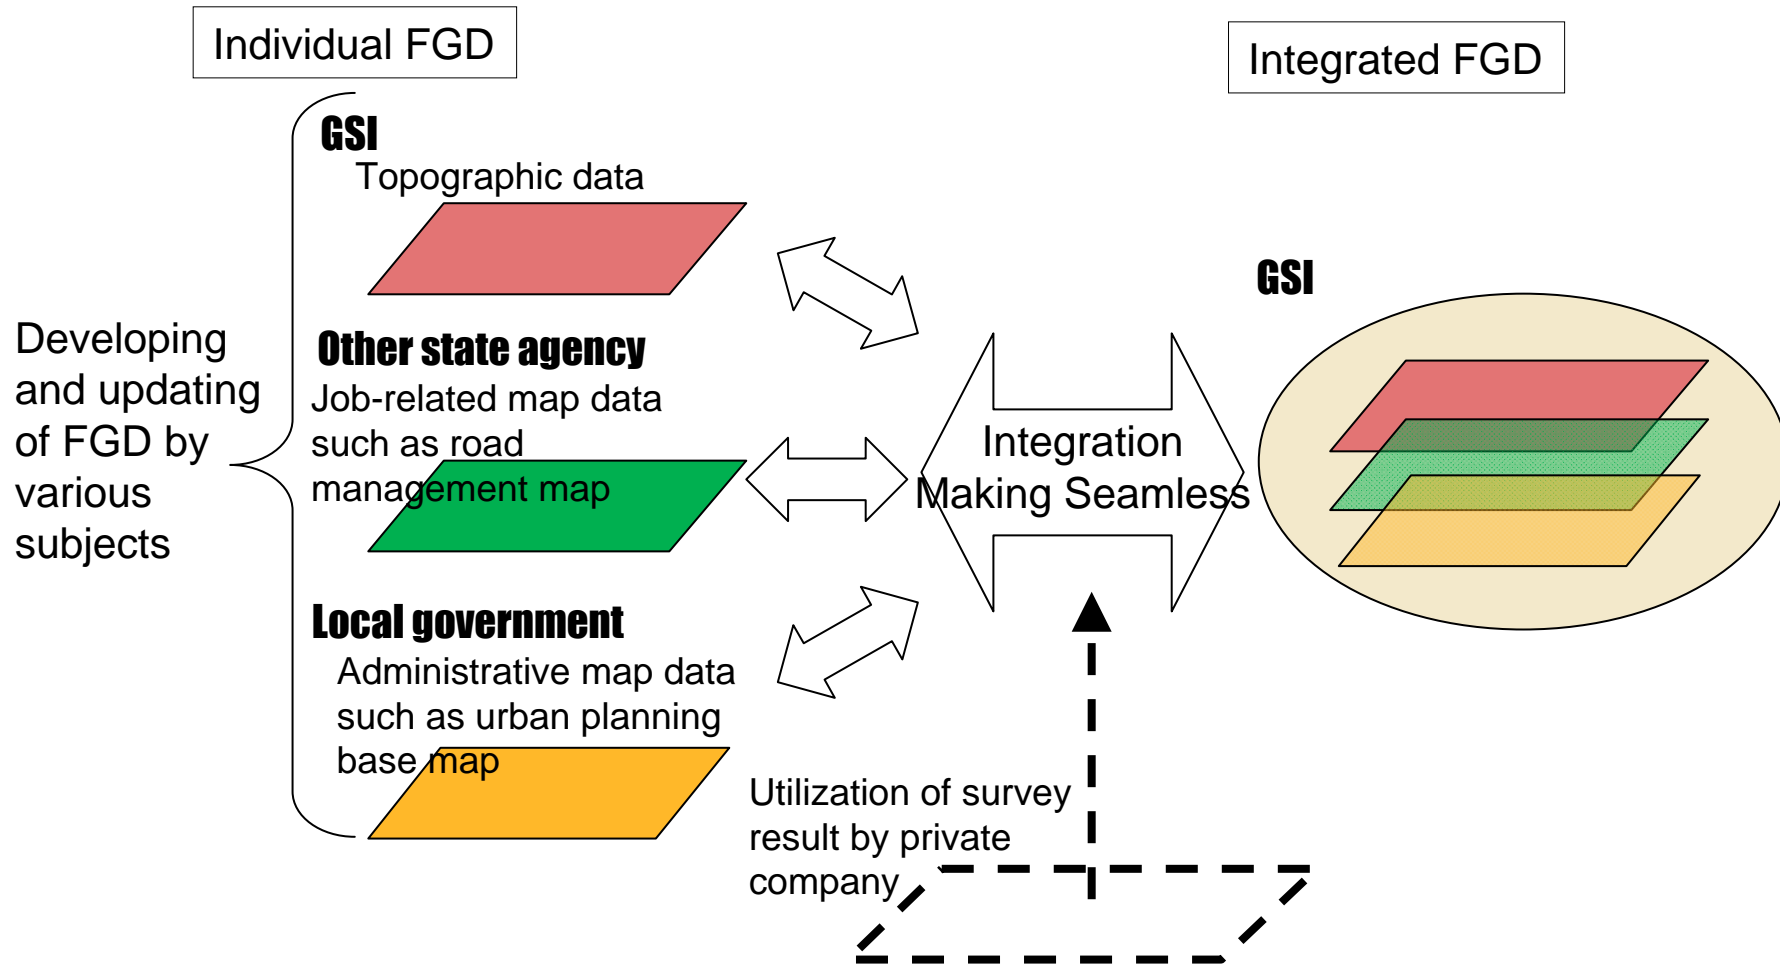 Individual FGD
Integrated FGD
GSI
Topographic data
Developing
and updating
of FGD by
various
subjects
Other state agency
Job-related map data
such as road
management map
Local government
Administrative map data
such as urban planning
base map
Integration
Making Seamless
Utilization of survey
result by private
company
GSI